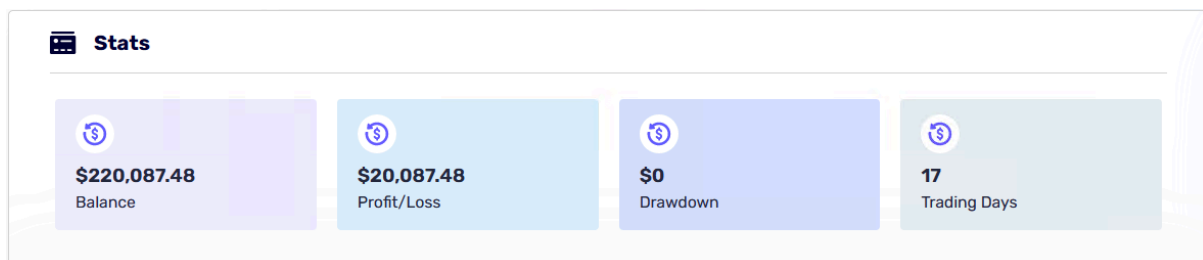 Stats
$220,087.48
Balance
$20,087.48
Profit/Loss
$0
Drawdown
17
Trading Days